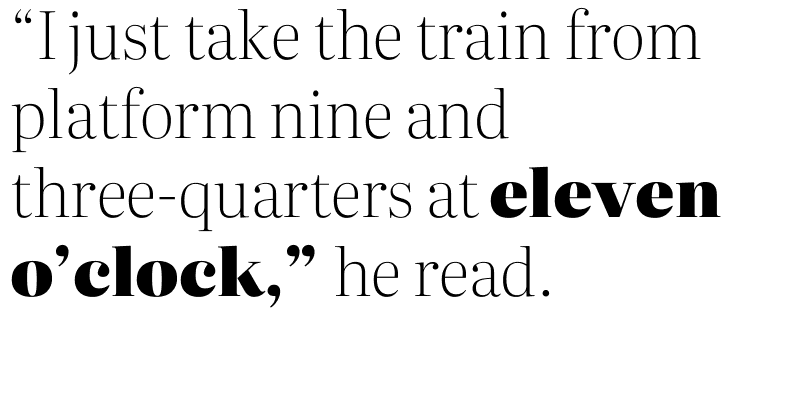 “I just take the train from
platform nine and
three-quarters at eleven
o’clock,” he read.